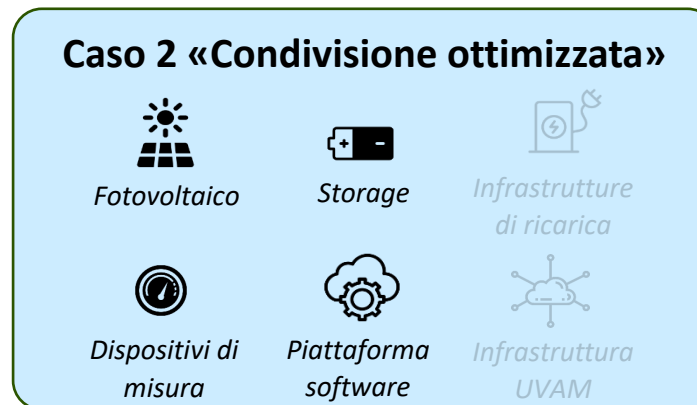 Caso 2 «Condivisione ottimizzata»
Fotovoltaico
Storage
Infrastrutture
di ricarica
Dispositivi di
misura
Piattaforma
software
Infrastruttura
UVAM